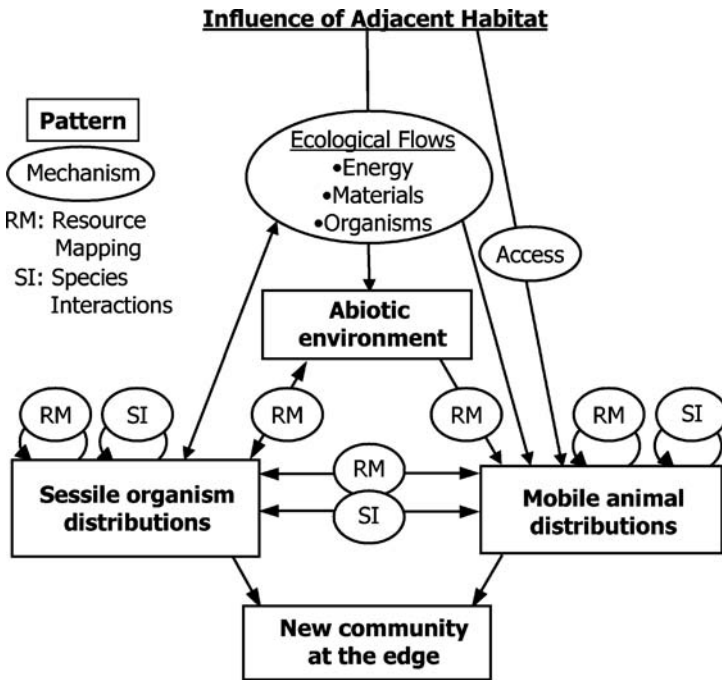 Influence of Adjacent Habitat
Pattern
Mechanism
RM: Resource
Mapping
SI: Species
Interactions
Ecological Flows
•Energy
•Materials
•Organisms
Access
Abiotic
environment
RM
SI
RM
RM
RM
SI
RM
SI
Sessile organism
distributions
Mobile animal
distributions
New community
at the edge